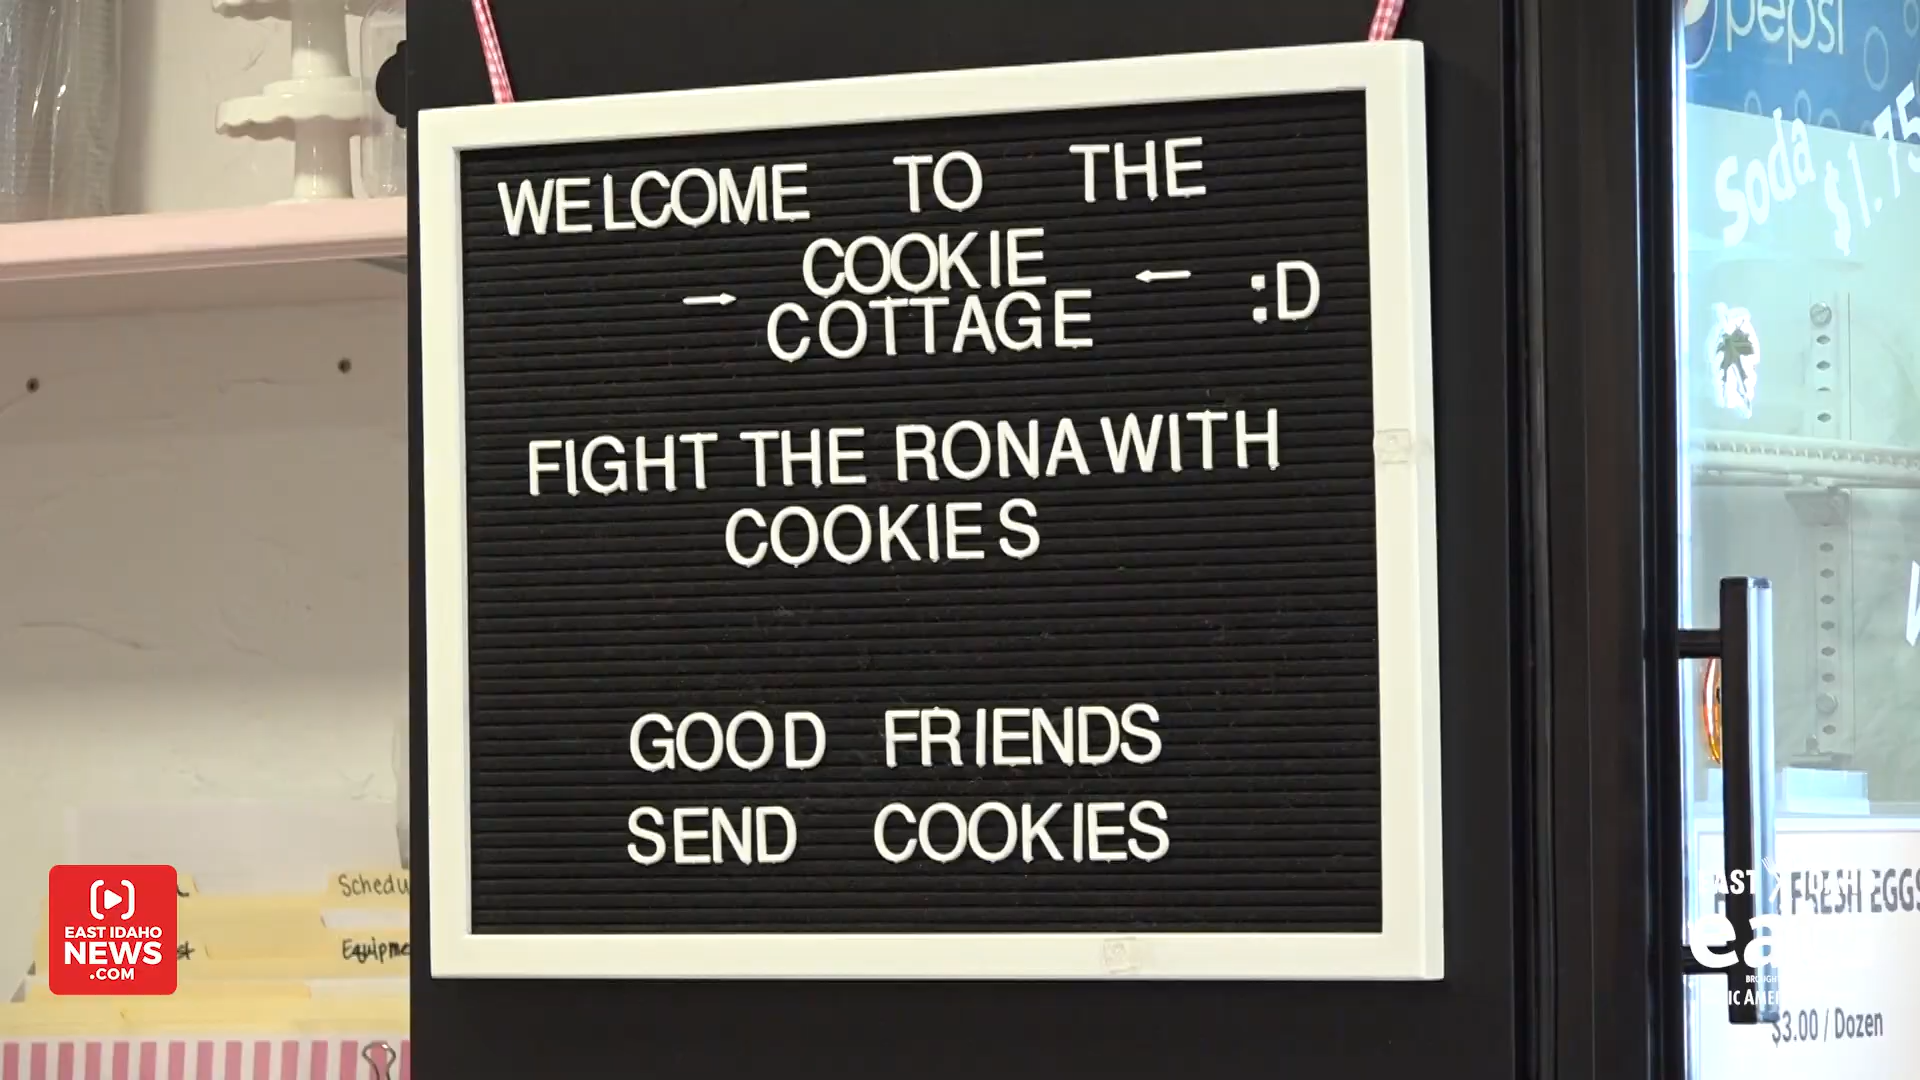 WELCOME TO THE
COOKIE
→ COTTAGE ← :D
FIGHT THE RONA WITH
COOKIES
GOOD FRIENDS
SEND COOKIES
pepsi
Soda
$1.75
Schedu
Equipme
EAST IDAHO
NEWS
.COM
EAST
FRESH EGGS
$3.00 / Dozen